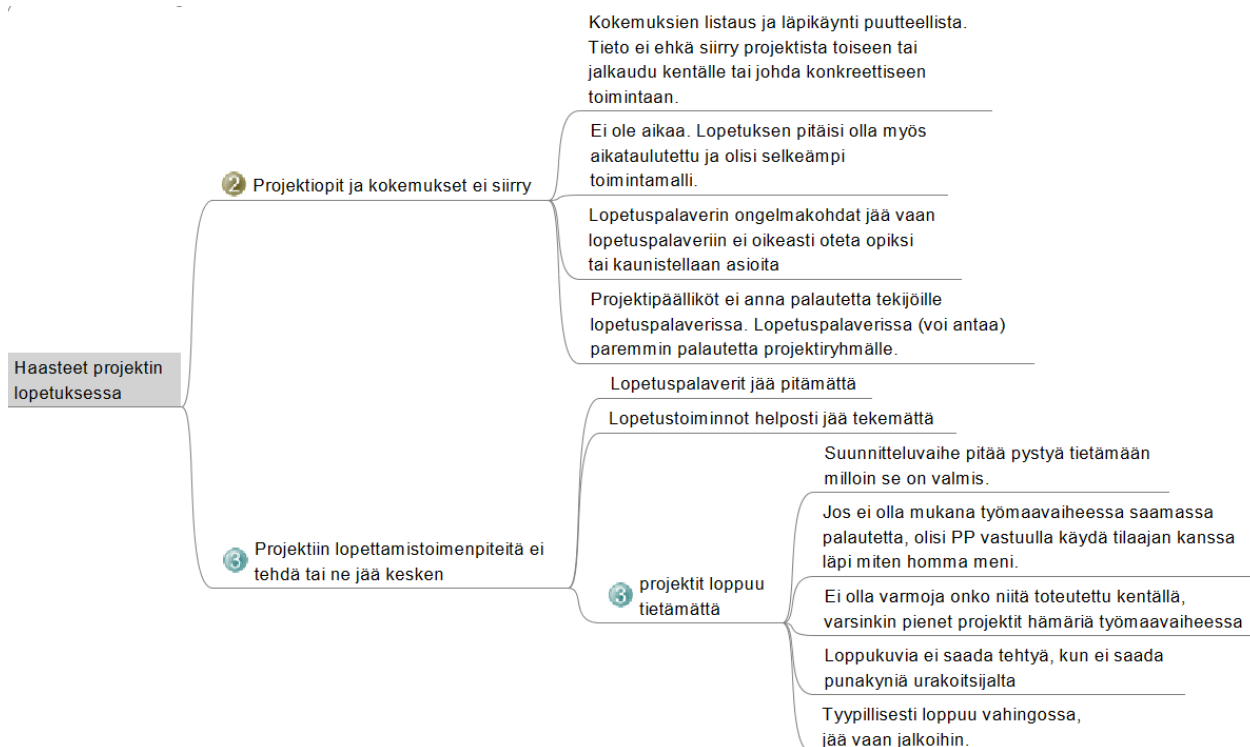 Kokemuksien listaus ja läpikäynti puutteellista.
Tieto ei ehkä siirry projektista toiseen tai
jalkaudu kentälle tai johda konkreettiseen
toimintaan.
Ei ole aikaa. Lopetuksen pitäisi olla myös
aikataulutettu ja olisi selkeämpi
toimintamalli.
2 Projektiopit ja kokemukset ei siirry
Lopetuspalaverin ongelmakohdat jää vaan
lopetuspalaveriin ei oikeasti oteta opiksi
tai kaunistellaan asioita
Projektipäälliköt ei anna palautetta tekijöille
lopetuspalaverissa. Lopetuspalaverissa (voi antaa)
paremmin palautetta projektiryhmälle.
Haasteet projektin
lopetuksessa
Lopetuspalaverit jää pitämättä
Lopetustoiminnot helposti jää tekemättä
3 Projektiin lopettamistoimenpiteitä ei
tehdä tai ne jää kesken
3 projektit loppuu
tietämättä
Suunnitteluvaihe pitää pystyä tietämään
milloin se on valmis.
Jos ei olla mukana työmaavaiheessa saamassa
palautetta, olisi PP vastuulla käydä tilaajan kanssa
läpi miten homma meni.
Ei olla varmoja onko niitä toteutettu kentällä,
varsinkin pienet projektit hämäriä työmaavaiheessa
Loppukuvia ei saada tehtyä, kun ei saada
punakyniä urakoitsijalta
Tyypillisesti loppuu vahingossa,
jää vaan jalkoihin.